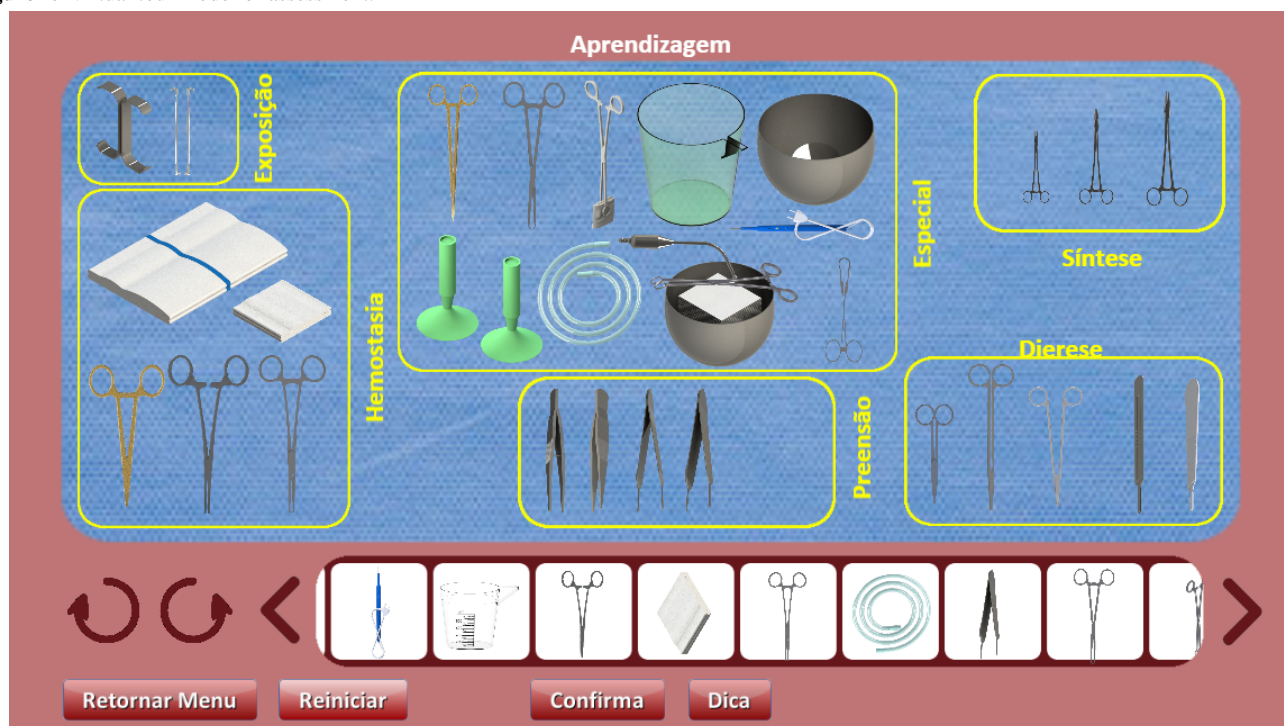 Aprendizagem
Exposição
Especial
Síntese
Hemostasia
Dierese
Preensão
Retornar Menu
Reiniciar
Confirma
Dica